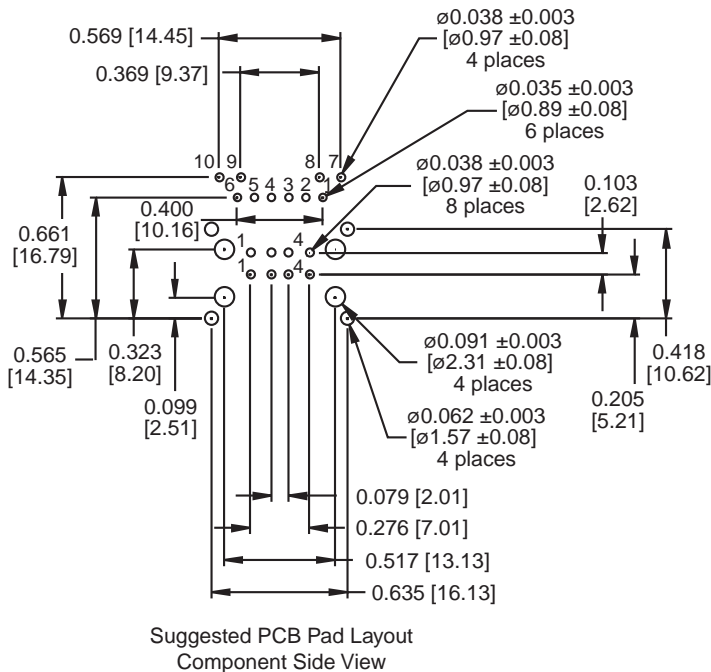 0.569 [14.45]
0.369 [9.37]
ø0.038 ±0.003
[ø0.97 ±0.08]
4 places
ø0.035 ±0.003
[ø0.89 ±0.08]
6 places
10 9 8 7
6 5 4 3 2 1
ø0.038 ±0.003
[ø0.97 ±0.08]
8 places
0.103
[2.62]
0.400
[10.16]
0.661
[16.79]
1 4
1 4
0.565
[14.35]
0.323
[8.20]
0.099
[2.51]
ø0.091 ±0.003
[ø2.31 ±0.08]
4 places
0.418
[10.62]
0.205
[5.21]
ø0.062 ±0.003
[ø1.57 ±0.08]
4 places
0.079 [2.01]
0.276 [7.01]
0.517 [13.13]
0.635 [16.13]
Suggested PCB Pad Layout
Component Side View